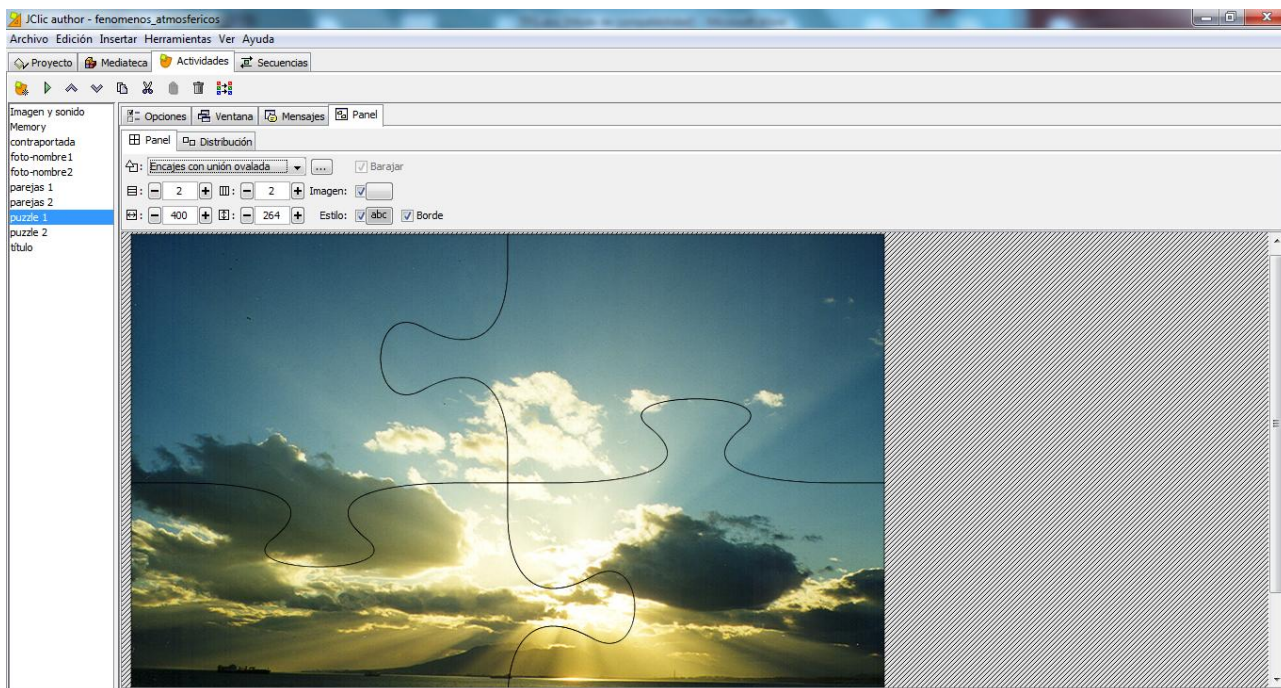 JClic author - fenomenos_atmosfericos
Archivo Edición Insertar Herramientas Ver Ayuda
Proyecto Mediateca Actividades Secuencias
Imagen y sonido
Memory
contraportada
foto-nombre1
foto-nombre2
parejas 1
parejas 2
puzzle 1
puzzle 2
título
Opciones Ventana Mensajes Panel
Panel Distribución
Encajes con unión ovalada ... Barajar
2 2 Imagen:
400 264 Estilo: abc Borde